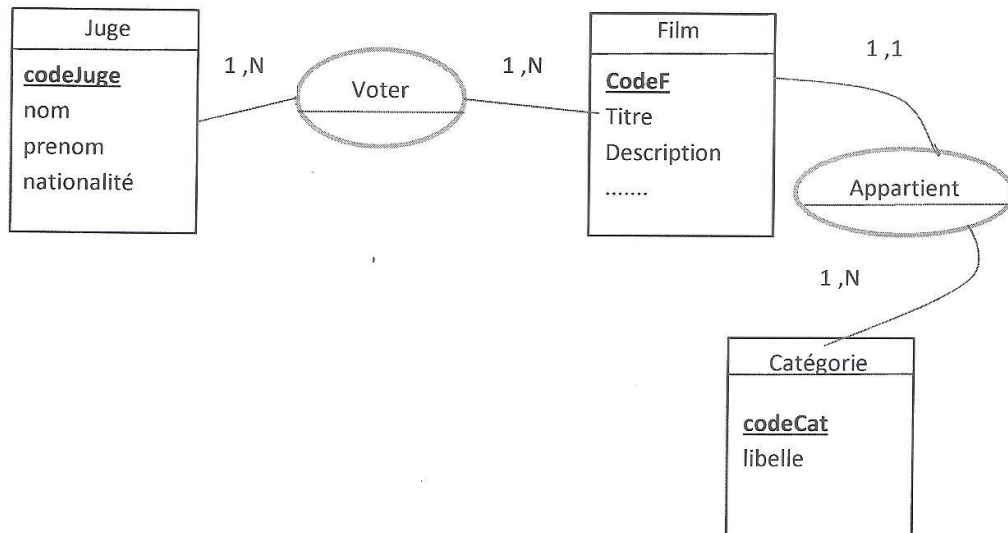 Juge
codeJuge
nom
prenom
nationalité
1 ,N
Voter
1 ,N
Film
CodeF
Titre
Description
.......
1 ,1
Appartient
1 ,N
Catégorie
codeCat
libelle